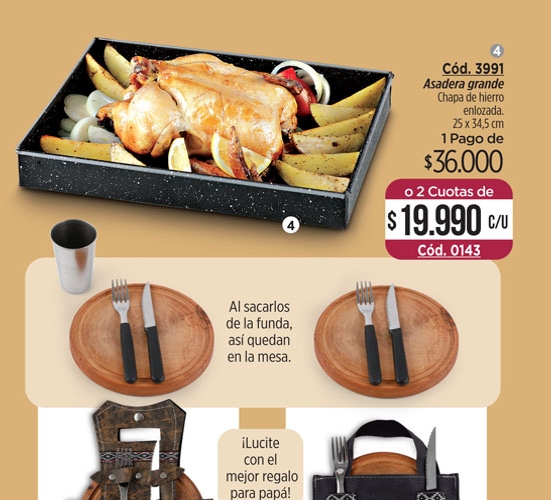 4
Cód. 3991
Asadera grande
Chapa de hierro
enlozada.
25 x 34,5 cm
1 Pago de
$36.000
o 2 Cuotas de
$19.990 C/U
Cód. 0143
4
Al sacarlos
de la funda,
así quedan
en la mesa.
¡Lucite
con el
mejor regalo
para papá!